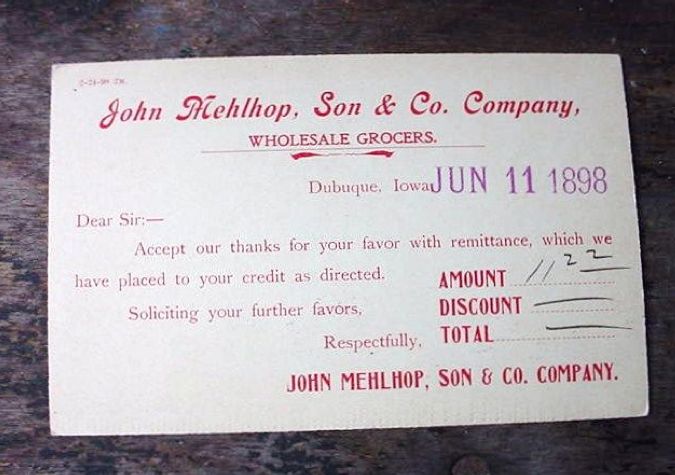 John Mehlhop, Son & Co. Company,
WHOLESALE GROCERS.
Dubuque, Iowa JUN 11 1898
Dear Sir:—
Accept our thanks for your favor with remittance, which we
have placed to your credit as directed.
AMOUNT 11 22
Soliciting your further favors,
DISCOUNT —
Respectfully,
TOTAL —
JOHN MEHLHOP, SON & CO. COMPANY.